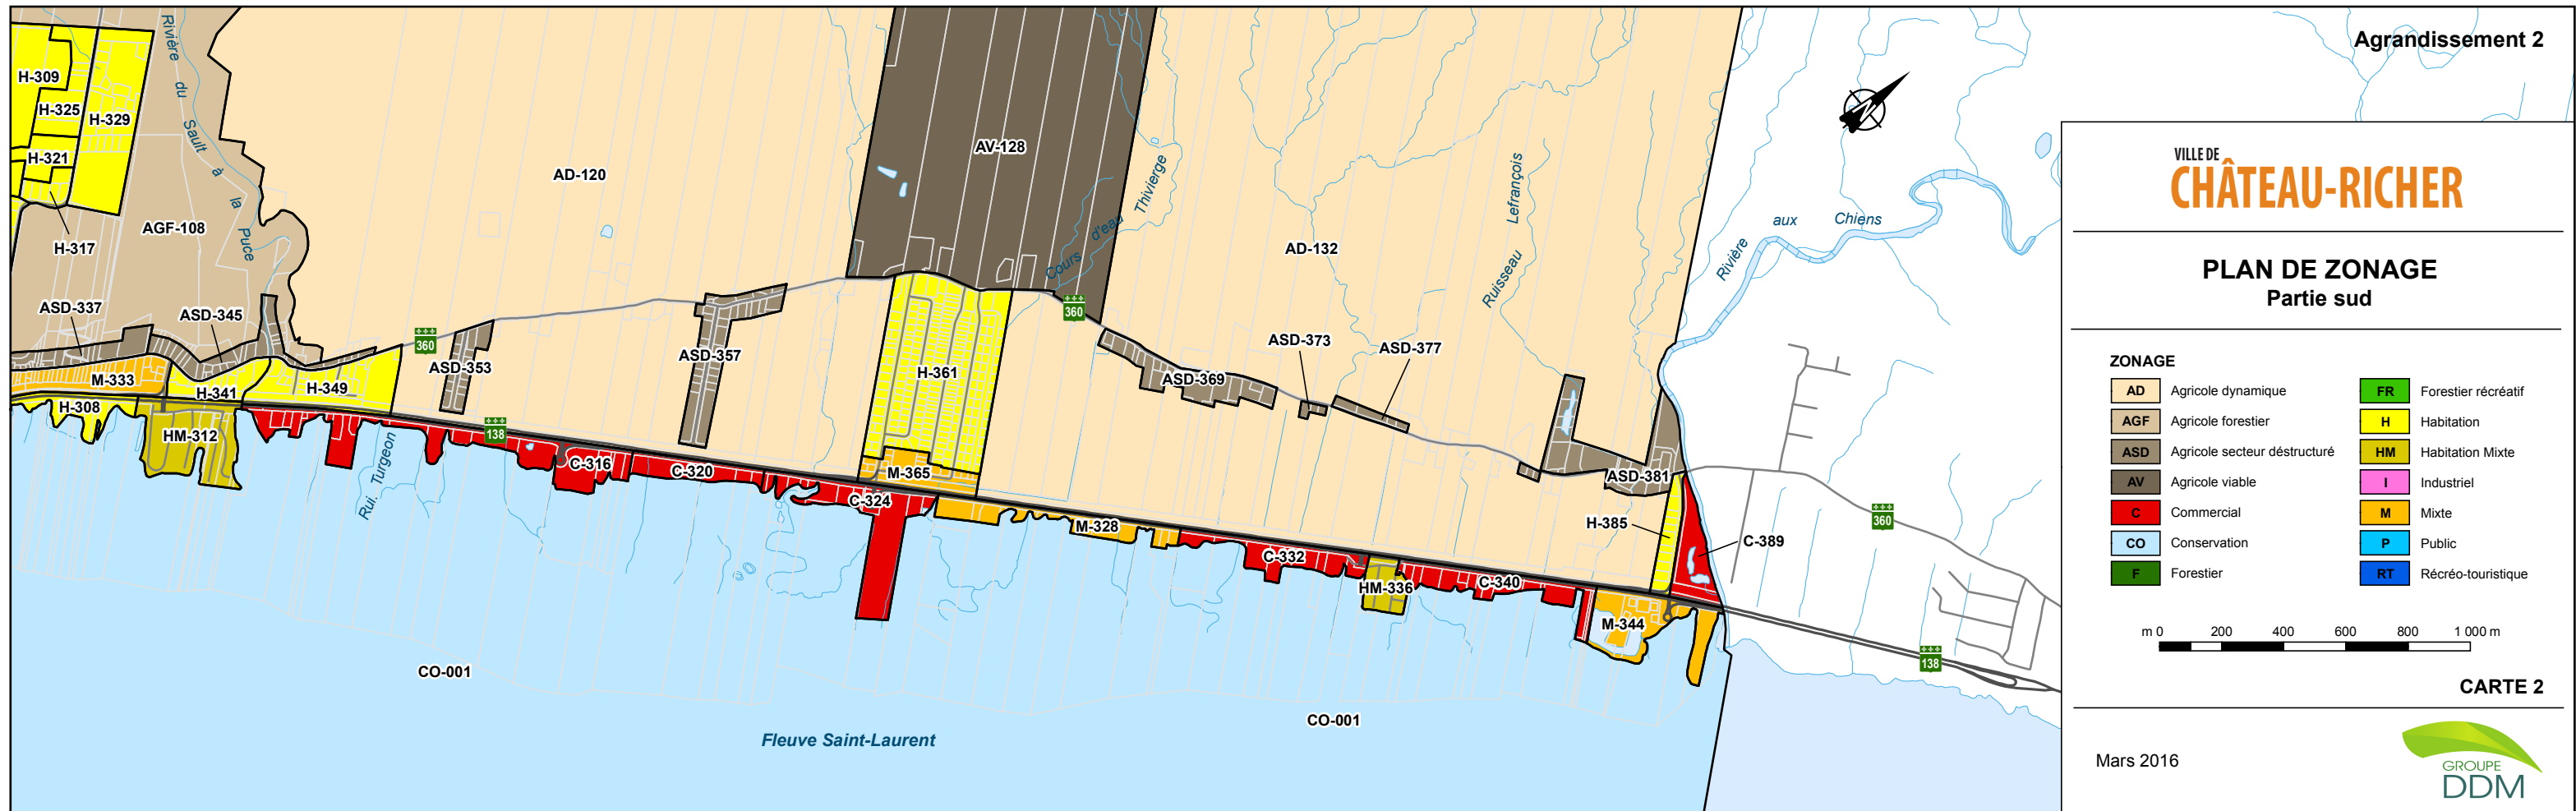 Agrandissement 2
H-309
H-325
H-329
H-321
H-317
Rivière du Sault à la Puce
AGF-108
AD-120
AV-128
Cours d'eau Thivierge
AD-132
Ruisseau Lefrançois
Rivière aux Chiens
ASD-337
ASD-345
360
ASD-353
ASD-357
H-361
360
ASD-369
ASD-373
ASD-377
ASD-381
M-333
H-341
H-349
H-308
HM-312
138
Rui. Turgeon
C-316
C-320
C-324
M-365
M-328
C-332
HM-336
C-340
M-344
H-385
C-389
360
138
CO-001
CO-001
Fleuve Saint-Laurent
VILLE DE
CHÂTEAU-RICHER
PLAN DE ZONAGE
Partie sud
ZONAGE
AD Agricole dynamique
AGF Agricole forestier
ASD Agricole secteur déstructuré
AV Agricole viable
C Commercial
CO Conservation
F Forestier
FR Forestier récréatif
H Habitation
HM Habitation Mixte
I Industriel
M Mixte
P Public
RT Récréo-touristique
m 0 200 400 600 800 1 000 m
CARTE 2
Mars 2016
GROUPE
DDM